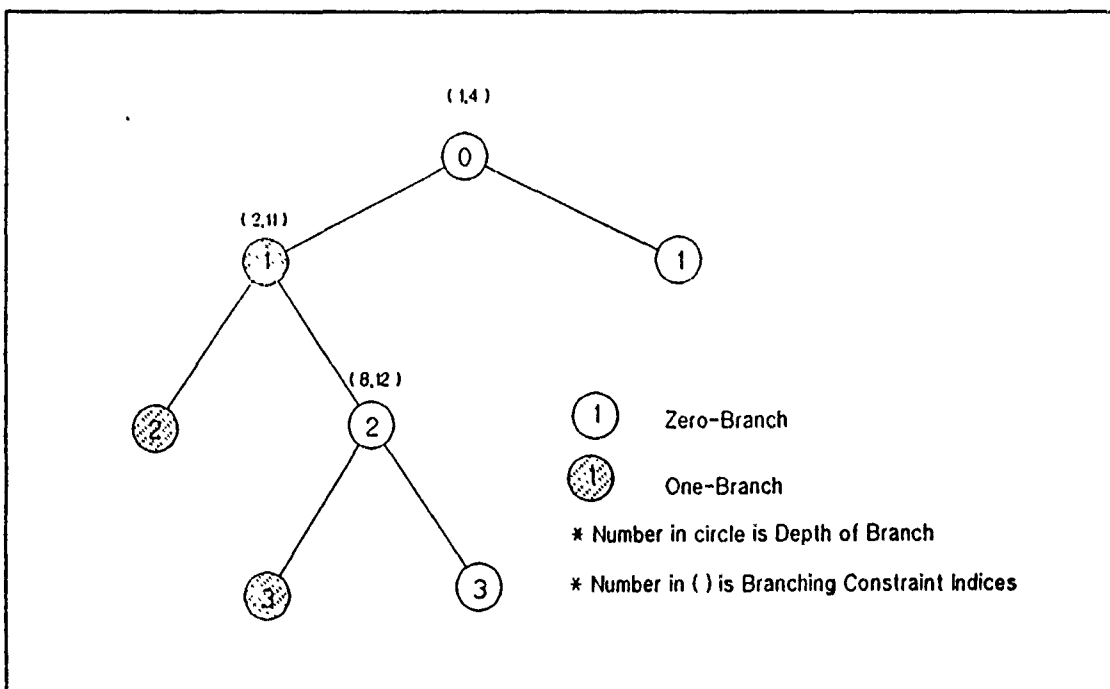 (1,4)
0
(2,11)
1
1
(8,12)
2
2
1 Zero-Branch
1 One-Branch
* Number in circle is Depth of Branch
3
3
* Number in ( ) is Branching Constraint Indices